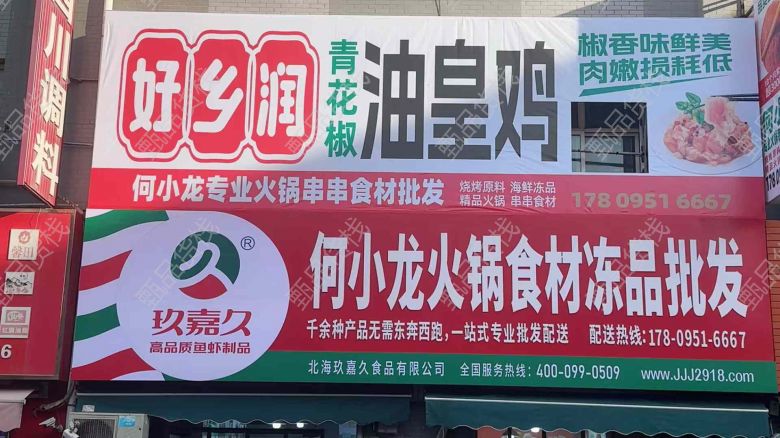 四川调料
好乡润
青花椒
油皇鸡
椒香味鲜美
肉嫩损耗低
何小龙专业火锅串串食材批发
烧烤原料 海鲜冻品
精品火锅 串串食材
178 0951 6667
玖嘉久
®
高品质鱼虾制品
何小龙火锅食材冻品批发
千余种产品无需东奔西跑，一站式专业批发配送 配送热线：178-0951-6667
北海玖嘉久食品有限公司 全国服务热线：400-099-0509 www.JJJ2918.com
6
甄品货栈